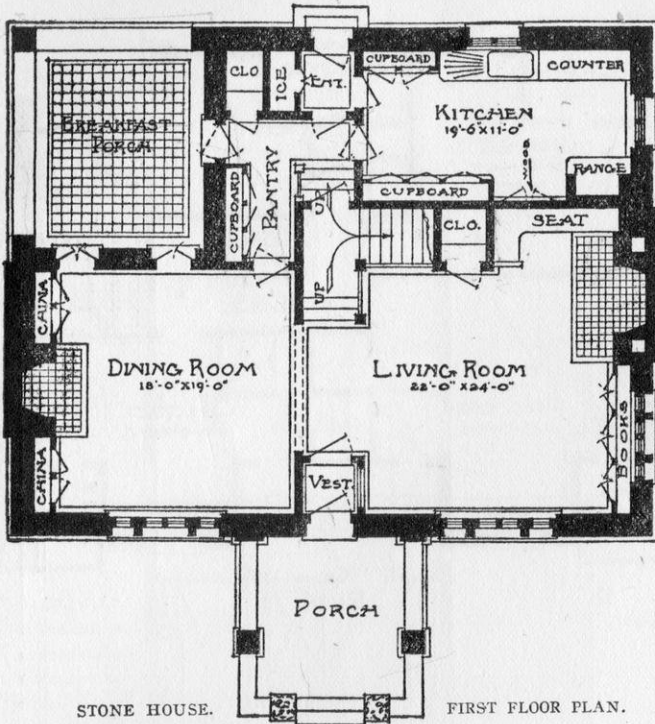 CLO
ICE
ENT.
CUPBOARD
COUNTER
KITCHEN
19'-6"X11'-0"
BREAKFAST
PORCH
PANTRY
CUPBOARD
RANGE
CUPBOARD
UP
CLO.
SEAT
UP
CHINA
DINING ROOM
18'-0"X19'-0"
LIVING ROOM
22'-0"X24'-0"
BOOKS
CHINA
VEST.
PORCH
STONE HOUSE.
FIRST FLOOR PLAN.